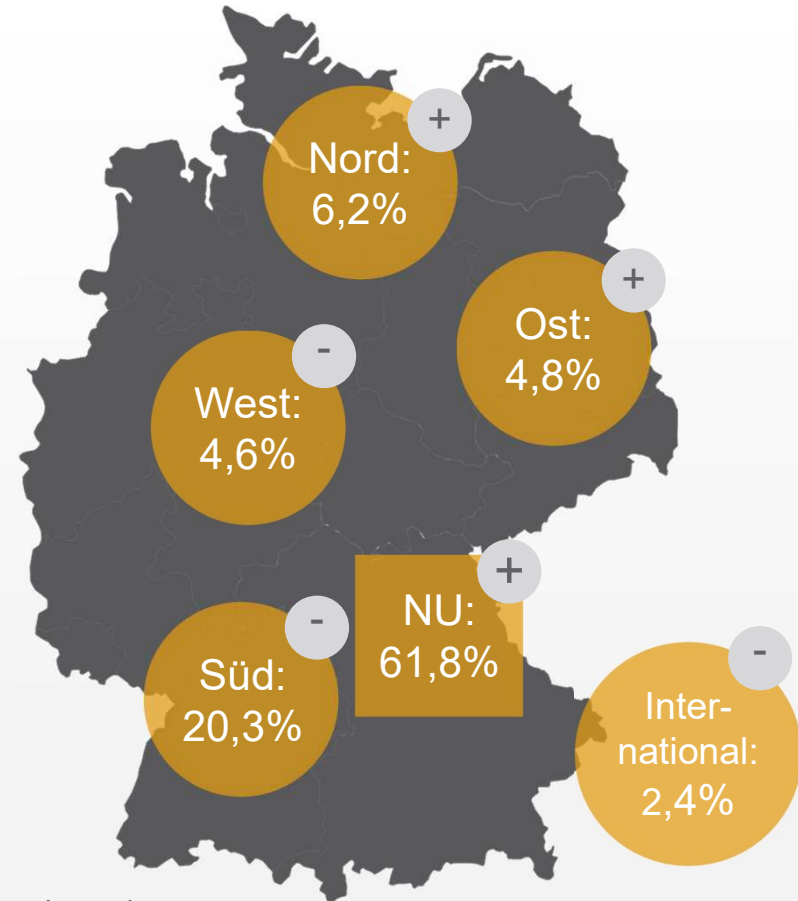 +
Nord:
6,2%
+
Ost:
4,8%
-
West:
4,6%
+
NU:
61,8%
-
Süd:
20,3%
-
Inter-
national:
2,4%